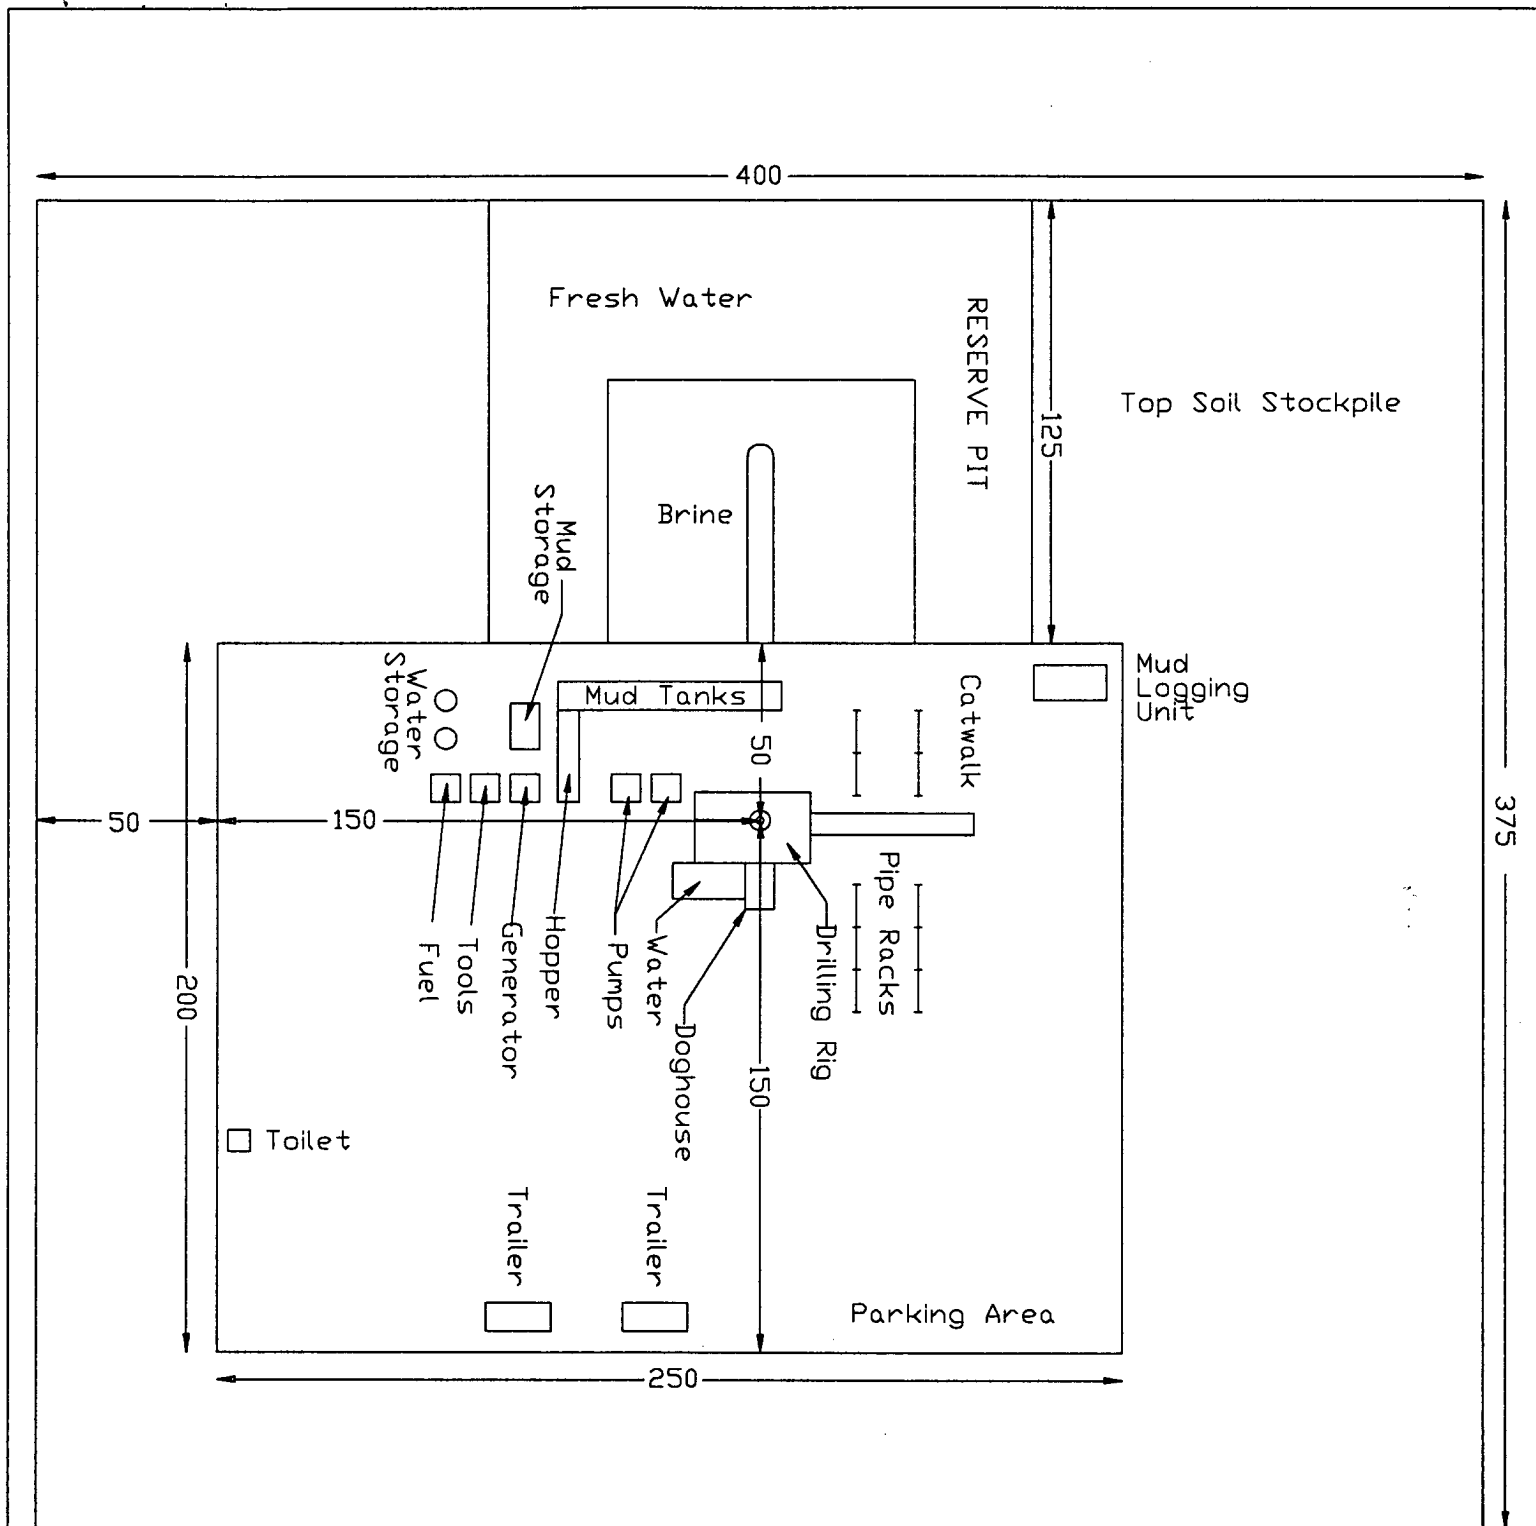 400
Fresh Water
RESERVE PIT
125
Top Soil Stockpile
Brine
Mud
Storage
Water
Storage
Mud Tanks
50
Catwalk
Mud
Logging
Unit
50
150
375
Pipe Racks
Drilling Rig
Fuel
Tools
Generator
Hopper
Pumps
Water
Doghouse
200
150
Toilet
Trailer
Trailer
Parking Area
250